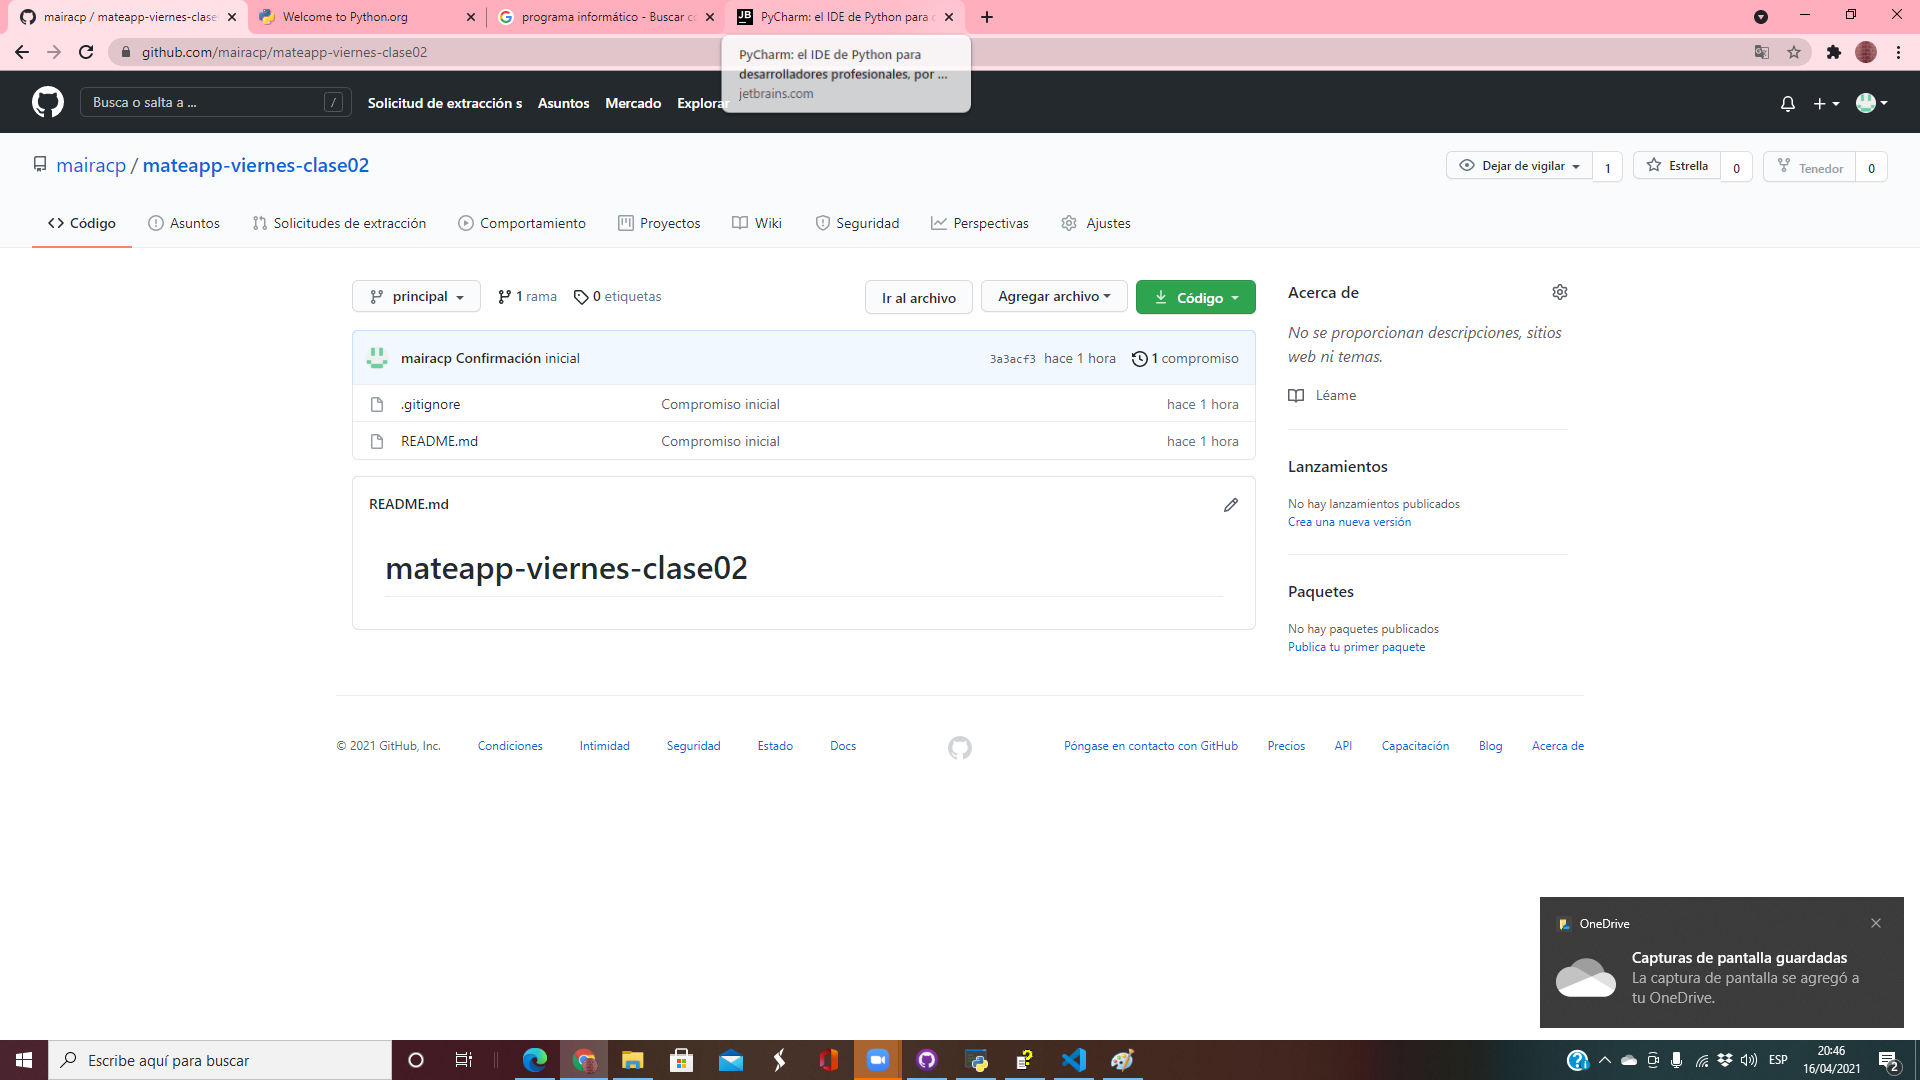 mairacp / mateapp-viernes-clase
Welcome to Python.org
programa informático - Buscar c
PyCharm: el IDE de Python para
github.com/mairacp/mateapp-viernes-clase02
PyCharm: el IDE de Python para
desarrolladores profesionales, por ...
jetbrains.com
Busca o salta a ...
/
Solicitud de extracción s
Asuntos
Mercado
Explorar
mairacp / mateapp-viernes-clase02
Dejar de vigilar
1
Estrella
0
Tenedor
0
Código
Asuntos
Solicitudes de extracción
Comportamiento
Proyectos
Wiki
Seguridad
Perspectivas
Ajustes
principal
1 rama
0 etiquetas
Ir al archivo
Agregar archivo
Código
mairacp Confirmación inicial
3a3acf3 hace 1 hora
1 compromiso
.gitignore
Compromiso inicial
hace 1 hora
README.md
Compromiso inicial
hace 1 hora
README.md
mateapp-viernes-clase02
Acerca de
No se proporcionan descripciones, sitios
web ni temas.
Léame
Lanzamientos
No hay lanzamientos publicados
Crea una nueva versión
Paquetes
No hay paquetes publicados
Publica tu primer paquete
© 2021 GitHub, Inc.
Condiciones
Intimidad
Seguridad
Estado
Docs
Póngase en contacto con GitHub
Precios
API
Capacitación
Blog
Acerca de
OneDrive
Capturas de pantalla guardadas
La captura de pantalla se agregó a
tu OneDrive.
Escribe aquí para buscar
ESP
20:46
16/04/2021
2